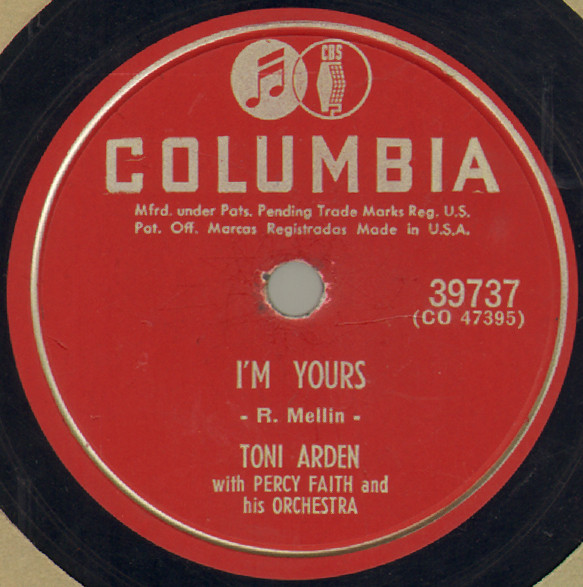 CBS
COLUMBIA
Mfrd. under Pats. Pending Trade Marks Reg. U.S.
Pat. Off. Marcas Registradas Made in U.S.A.
39737
(CO 47395)
I'M YOURS
- R. Mellin -
TONI ARDEN
with PERCY FAITH and
his ORCHESTRA